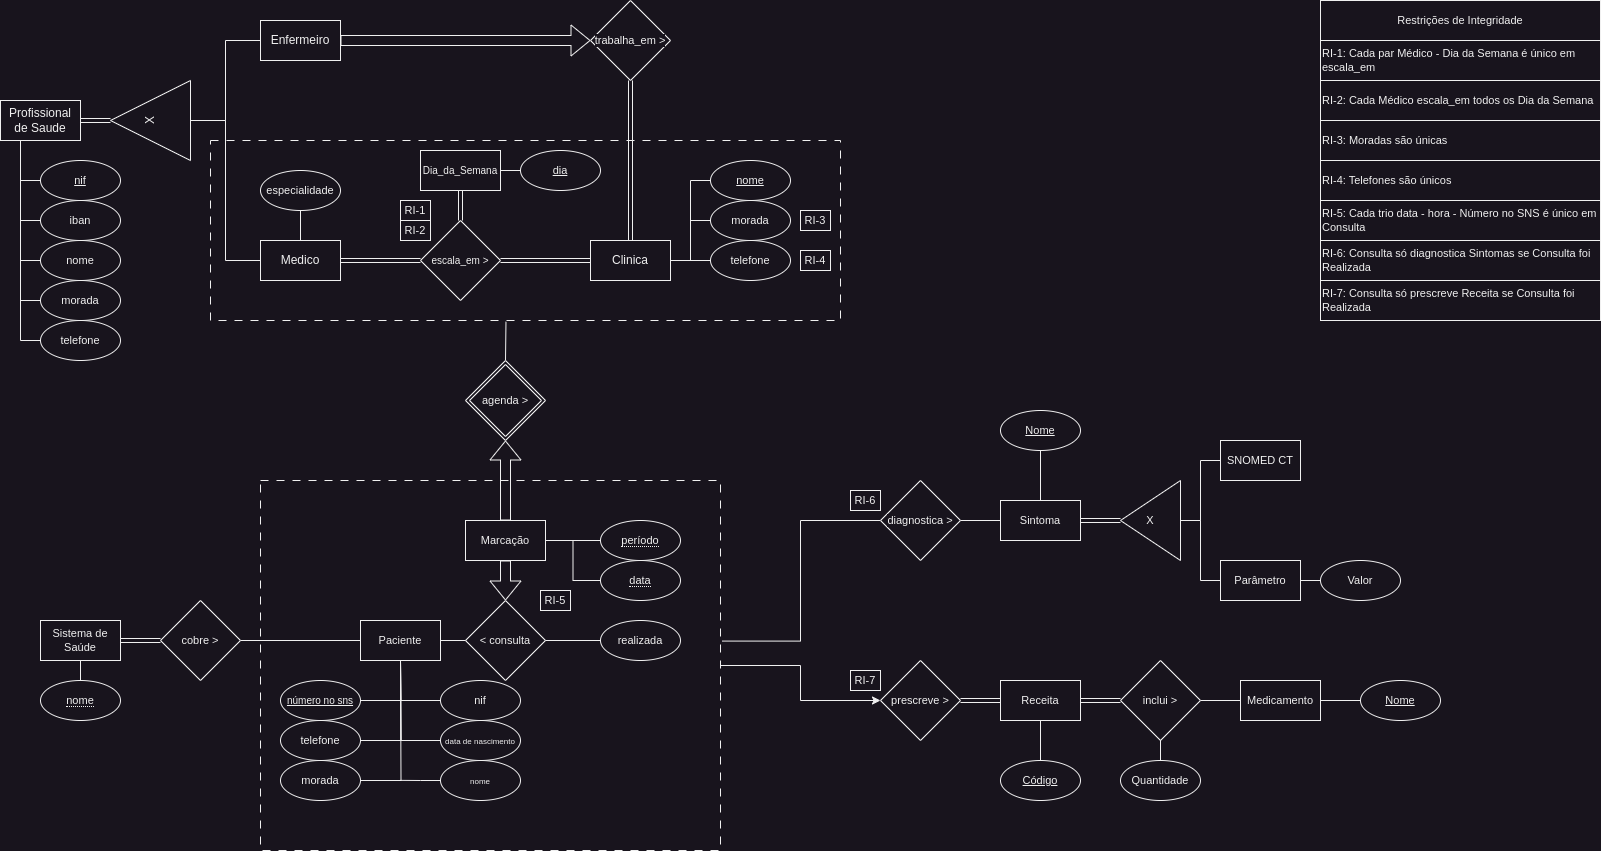 Enfermeiro
trabalha_em >
Profissional
de Saude
X
nif
iban
nome
morada
telefone
especialidade
Dia_da_Semana
dia
RI-1
RI-2
Medico
escala_em >
Clinica
nome
morada
telefone
RI-3
RI-4
Restrições de Integridade
RI-1: Cada par Médico - Dia da Semana é único em
escala_em
RI-2: Cada Médico escala_em todos os Dia da Semana
RI-3: Moradas são únicas
RI-4: Telefones são únicos
RI-5: Cada trio data - hora - Número no SNS é único em
Consulta
RI-6: Consulta só diagnostica Sintomas se Consulta foi
Realizada
RI-7: Consulta só prescreve Receita se Consulta foi
Realizada
agenda >
Marcação
período
data
RI-5
Sistema de
Saúde
nome
cobre >
Paciente
< consulta
realizada
número no sns
nif
telefone
data de nascimento
morada
nome
RI-6
diagnostica >
Nome
Sintoma
X
SNOMED CT
Parâmetro
Valor
RI-7
prescreve >
Receita
Código
inclui >
Quantidade
Medicamento
Nome